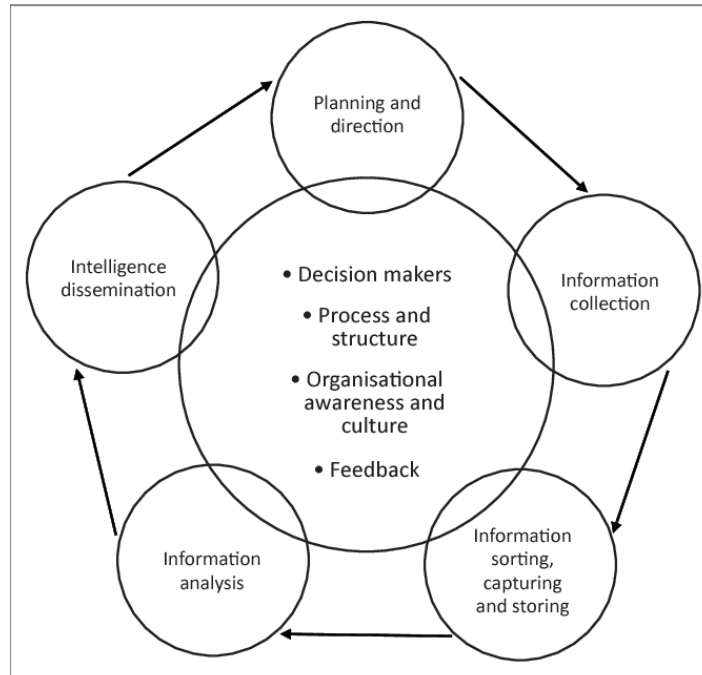 Planning and
direction
Intelligence
dissemination
Information
collection
• Decision makers
• Process and
structure
• Organisational
awareness and
culture
• Feedback
Information
analysis
Information
sorting,
capturing
and storing